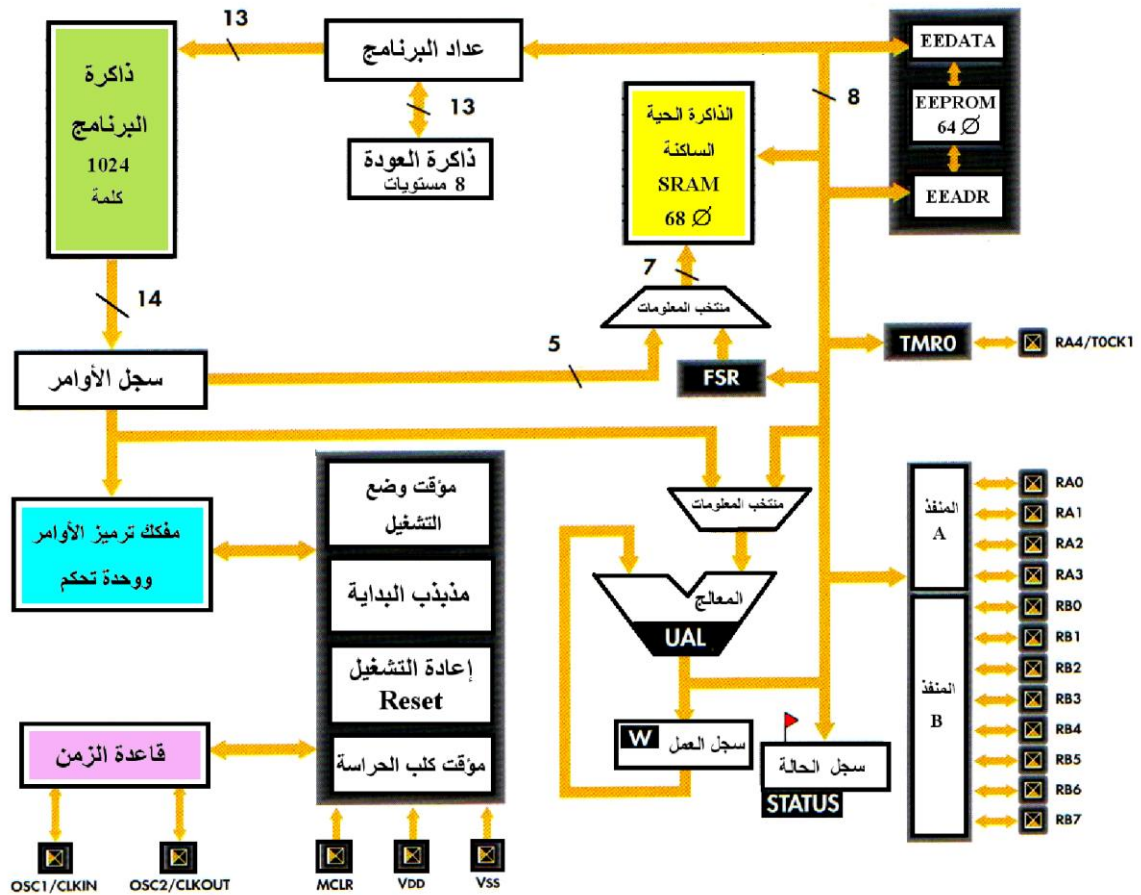 13
عداد البرنامج
13
ذاكرة العودة
8 مستويات
ذاكرة
البرنامج
1024
كلمة
14
الذاكرة الحية
الساكنة
SRAM
68 Ø
7
منتخب المعلومات
8
EEDATA
EEPROM
64 Ø
EEADR
TMR0
RA4/TOCK1
FSR
5
سجل الأوامر
مفكك ترميز الأوامر
ووحدة تحكم
مؤقت وضع
التشغيل
مذبذب البداية
إعادة التشغيل
Reset
مؤقت كلب الحراسة
قاعدة الزمن
OSC1/CLKIN
OSC2/CLKOUT
MCLR
VDD
VSS
منتخب المعلومات
المعالج
UAL
W
سجل العمل
سجل الحالة
STATUS
المنفذ
A
المنفذ
B
RA0
RA1
RA2
RA3
RB0
RB1
RB2
RB3
RB4
RB5
RB6
RB7